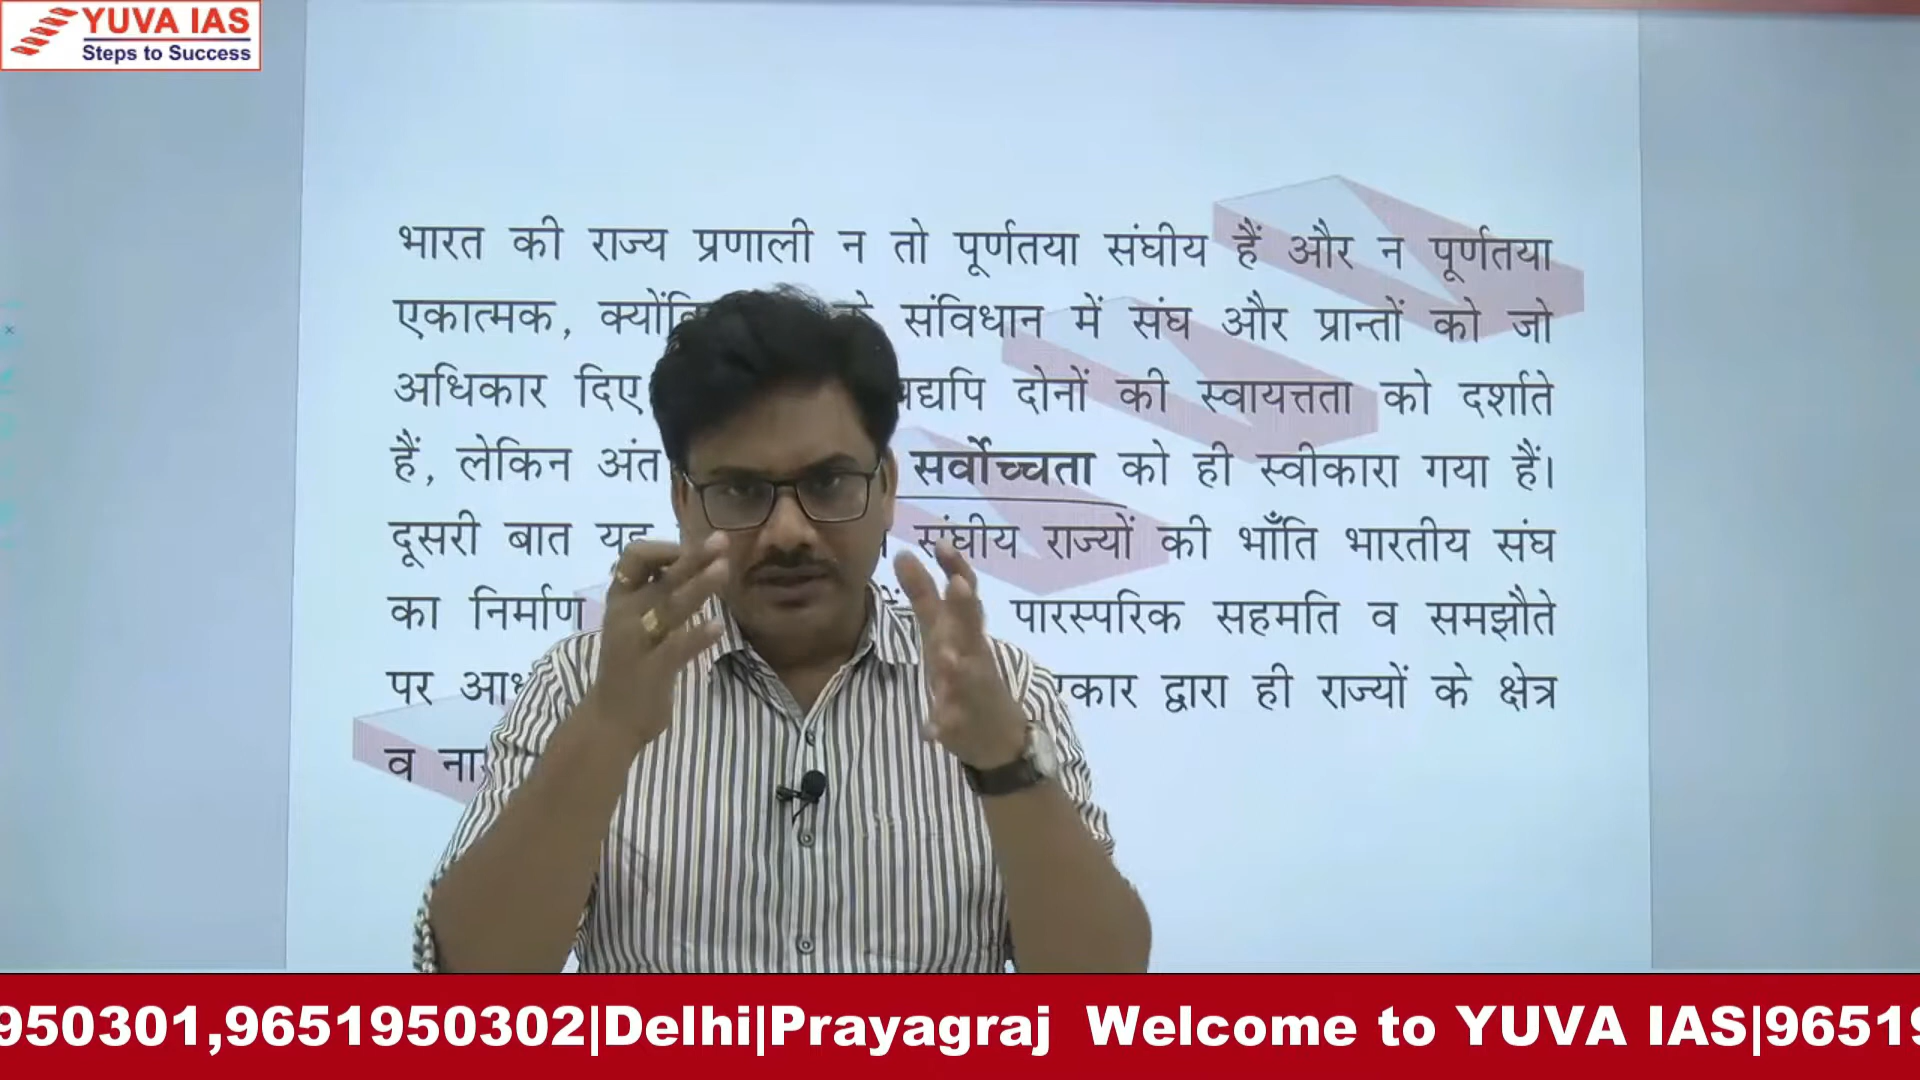 YUVA IAS
Steps to Success
भारत की राज्य प्रणाली न तो पूर्णतया संघीय हैं और न पूर्णतया
एकात्मक, संविधान में संघ और प्रान्तों को जो
अधिकार दिए दोनों की स्वायत्तता को दर्शाते
हैं, लेकिन अंत सर्वोच्चता को ही स्वीकारा गया हैं।
दूसरी बात यह संघीय राज्यों की भाँति भारतीय संघ
का निर्माण पारस्परिक सहमति व समझौते
पर द्वारा ही राज्यों के क्षेत्र
व
950301,9651950302|Delhi|Prayagraj Welcome to YUVA IAS|9651